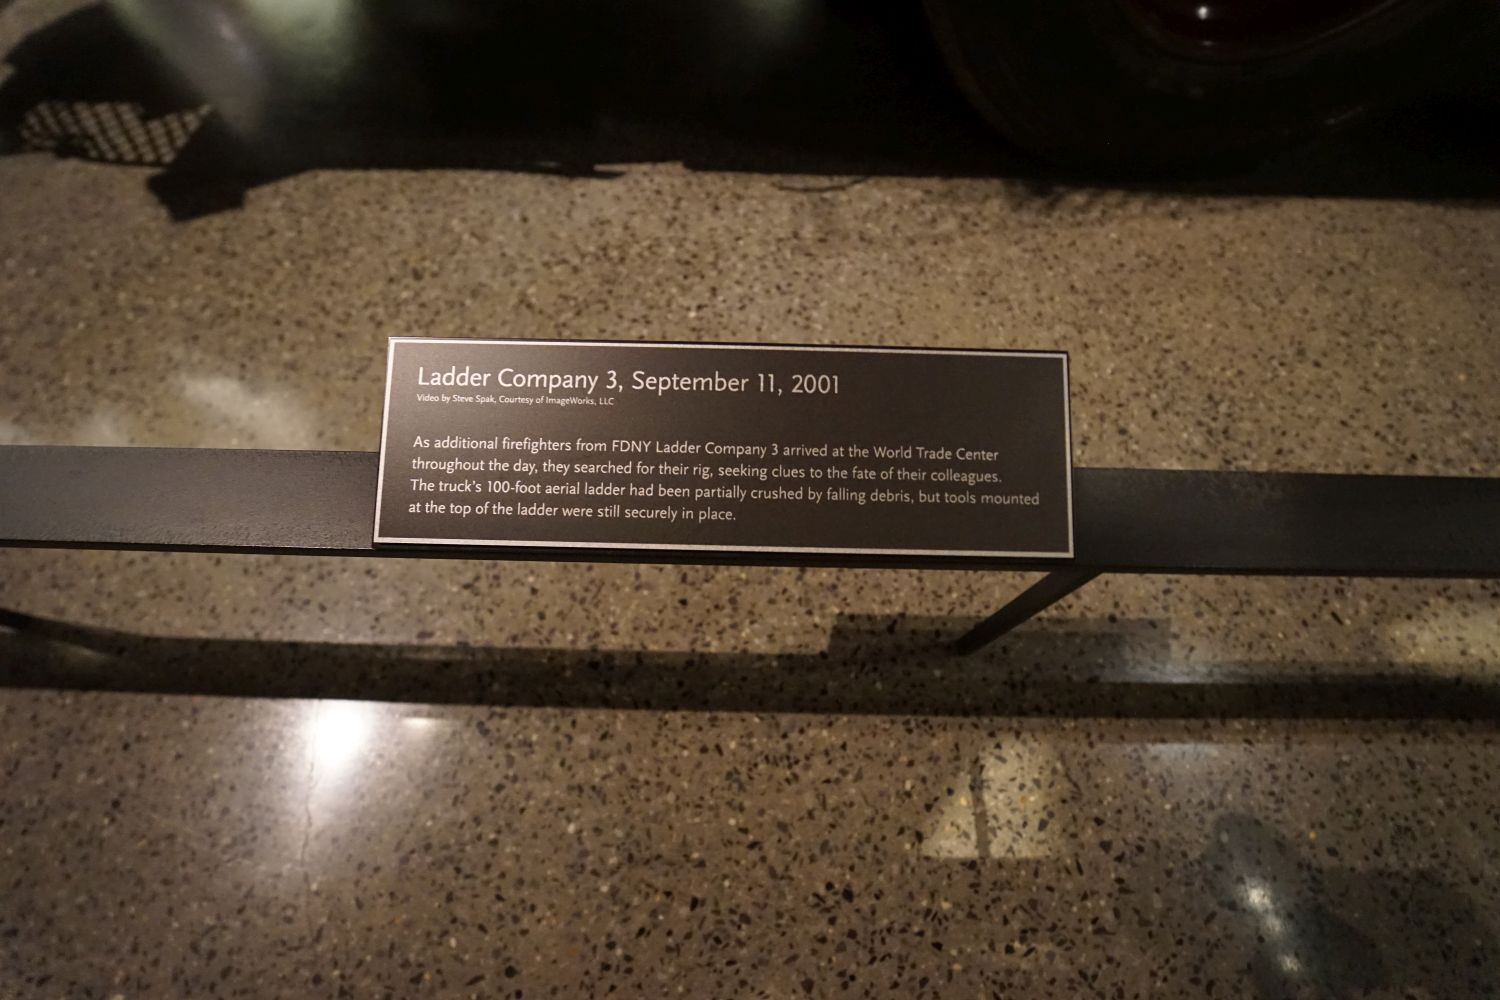 Ladder Company 3, September 11, 2001
Video by Steve Spak, Courtesy of ImageWorks, LLC
As additional firefighters from FDNY Ladder Company 3 arrived at the World Trade Center
throughout the day, they searched for their rig, seeking clues to the fate of their colleagues.
The truck's 100-foot aerial ladder had been partially crushed by falling debris, but tools mounted
at the top of the ladder were still securely in place.